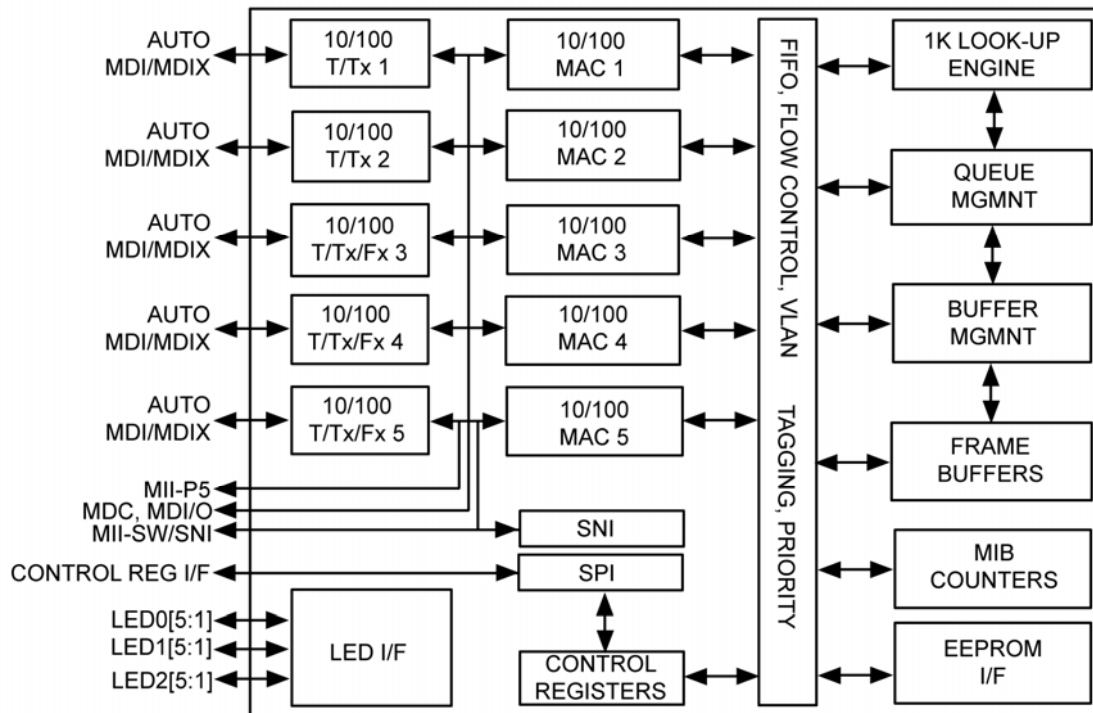 AUTO
MDI/MDIX
10/100
T/Tx 1
10/100
MAC 1
1K LOOK-UP
ENGINE
AUTO
MDI/MDIX
10/100
T/Tx 2
10/100
MAC 2
QUEUE
MGMNT
AUTO
MDI/MDIX
10/100
T/Tx/Fx 3
10/100
MAC 3
AUTO
MDI/MDIX
10/100
T/Tx/Fx 4
10/100
MAC 4
BUFFER
MGMNT
AUTO
MDI/MDIX
10/100
T/Tx/Fx 5
10/100
MAC 5
FRAME
BUFFERS
FIFO, FLOW CONTROL, VLAN TAGGING, PRIORITY
MII-P5
MDC, MDI/O
MII-SW/SNI
SNI
CONTROL REG I/F
SPI
MIB
COUNTERS
LED0[5:1]
LED1[5:1]
LED2[5:1]
LED I/F
CONTROL
REGISTERS
EEPROM
I/F